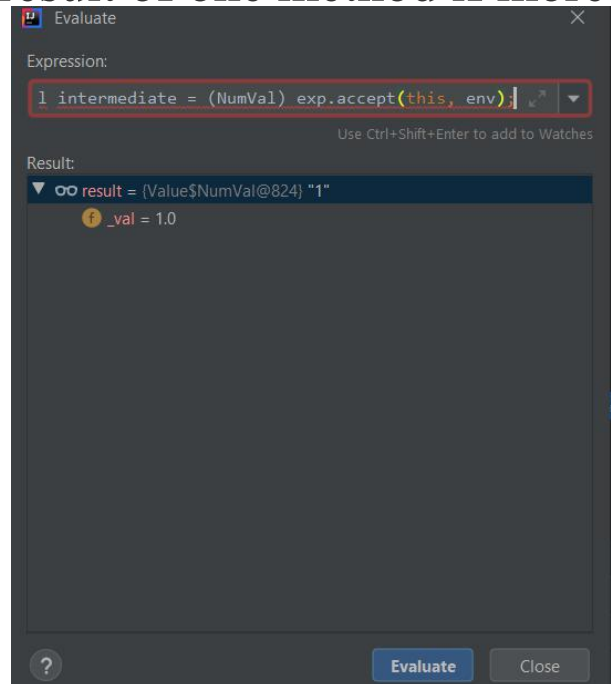 Evaluate
Expression:
l intermediate = (NumVal) exp.accept(this, env);
Use Ctrl+Shift+Enter to add to Watches
Result:
result = {Value$NumVal@824} "1"
f _val = 1.0
? Evaluate Close